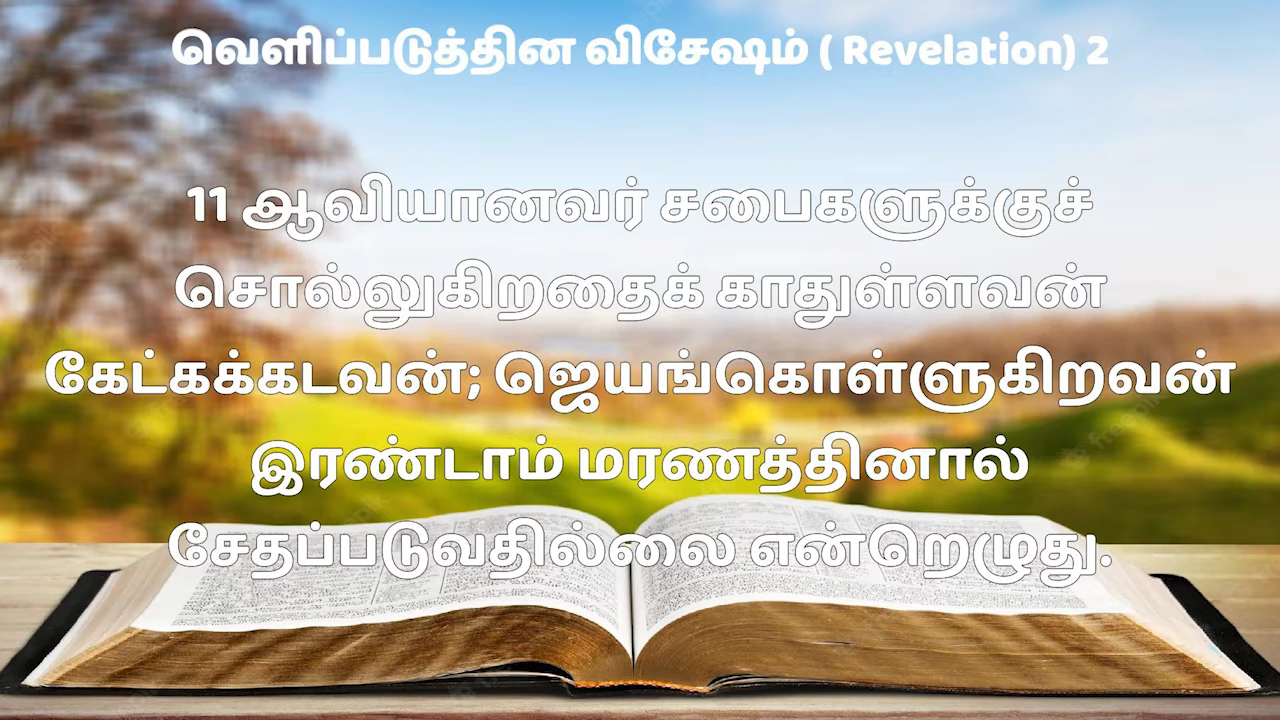 வெளிப்படுத்தின விசேஷம் ( Revelation) 2
11 ஆவியானவர் சபைகளுக்குச்
சொல்லுகிறதைக் காதுள்ளவன்
கேட்கக்கடவன்; ஜெயங்கொள்ளுகிறவன்
இரண்டாம் மரணத்தினால்
சேதப்படுவதில்லை என்றெழுது.